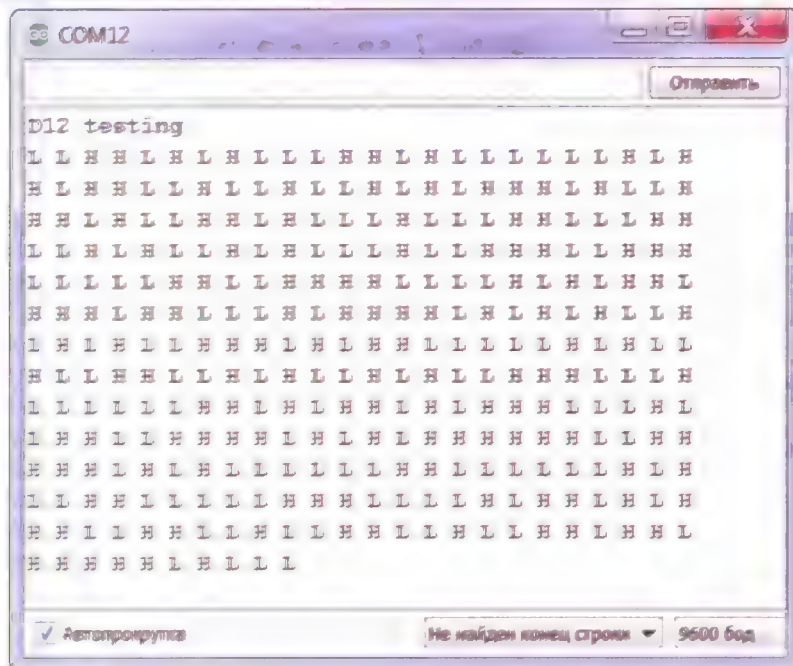 COM12
Отправить
D12 testing
L L H H L H L H L L L H H L H L L L L L L H L H
H L H H L L H L L H L L H L H L H H H L H L L H
H H L H L L H H L H L L L H L L L H H L L L H H
L L H L H L L H L H L L L H L L H H H L L H H H
L L L L L H H L L H H H H L L L L H L H L H H L
H H H L H H L L L H L H H H H L H L H L H L L H
L H L H L L H H H L H L H H L L L L L H L H L L
H L L H H L L H L H L L H L H L L H H H L L L H
L L L L L L H H L H L H H L H L H H H L L L H L
L H H L L H H H H L H L H L H H H H H H L L H H
H H H L H L H L L L L L L H H L L L L L L H L H
L L H H L L L L L H H H L L L L H L H H L H L H
H H L L H H L L H L L H H L L H L L H H L H H L
H H H H H L H L L L
Автопрокрутка
Не найден конец строки
9600 бод